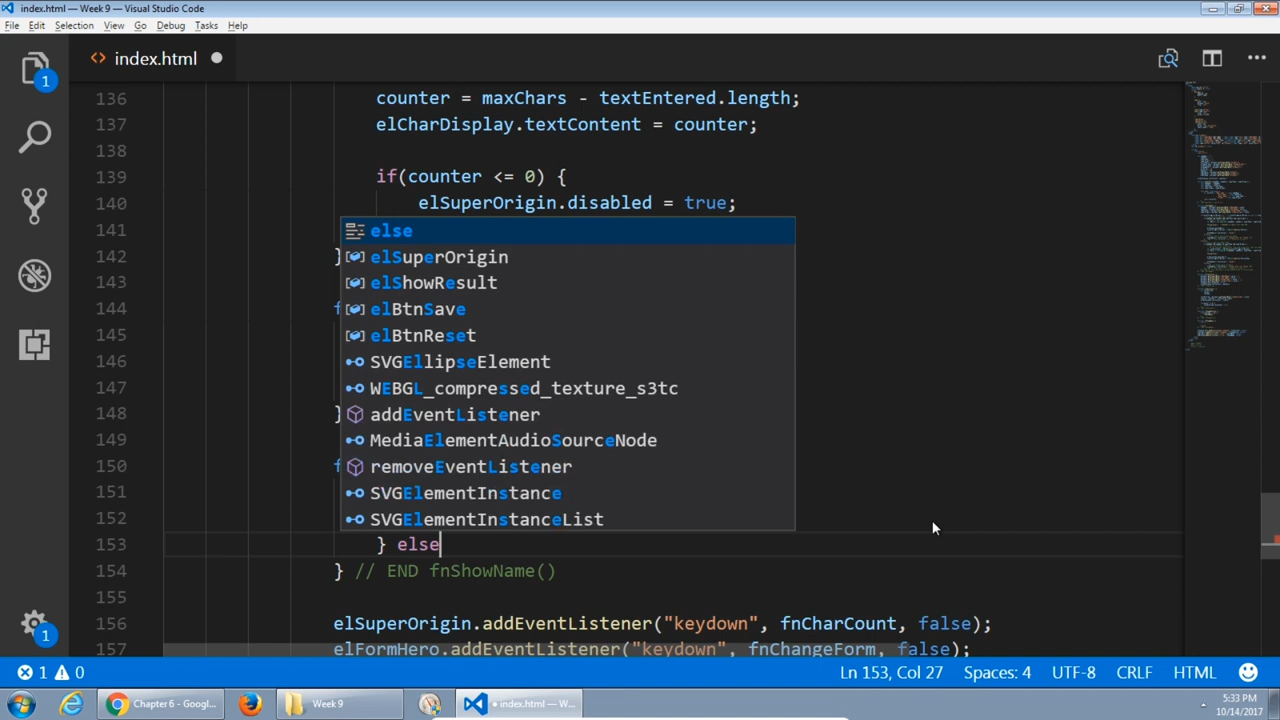 index.html — Week 9 — Visual Studio Code
File Edit Selection View Go Debug Tasks Help
1
<> index.html
136 counter = maxChars - textEntered.length;
137 elCharDisplay.textContent = counter;
138
139 if(counter <= 0) {
140 elSuperOrigin.disabled = true;
141 else
142 } elSuperOrigin
143 elShowResult
144 f elBtnSave
145 elBtnReset
146 SVGEllipseElement
147 WEBGL_compressed_texture_s3tc
148 } addEventListener
149 MediaElementAudioSourceNode
150 f removeEventListener
151 SVGElementInstance
152 SVGElementInstanceList
153 } else
154 } // END fnShowName()
155
156 elSuperOrigin.addEventListener("keydown", fnCharCount, false);
157 elFormHero.addEventListener("keydown", fnChangeForm, false);
1
1 0 Ln 153, Col 27 Spaces: 4 UTF-8 CRLF HTML
Chapter 6 - Googl... Week 9 • index.html — W... 5:33 PM
10/14/2017